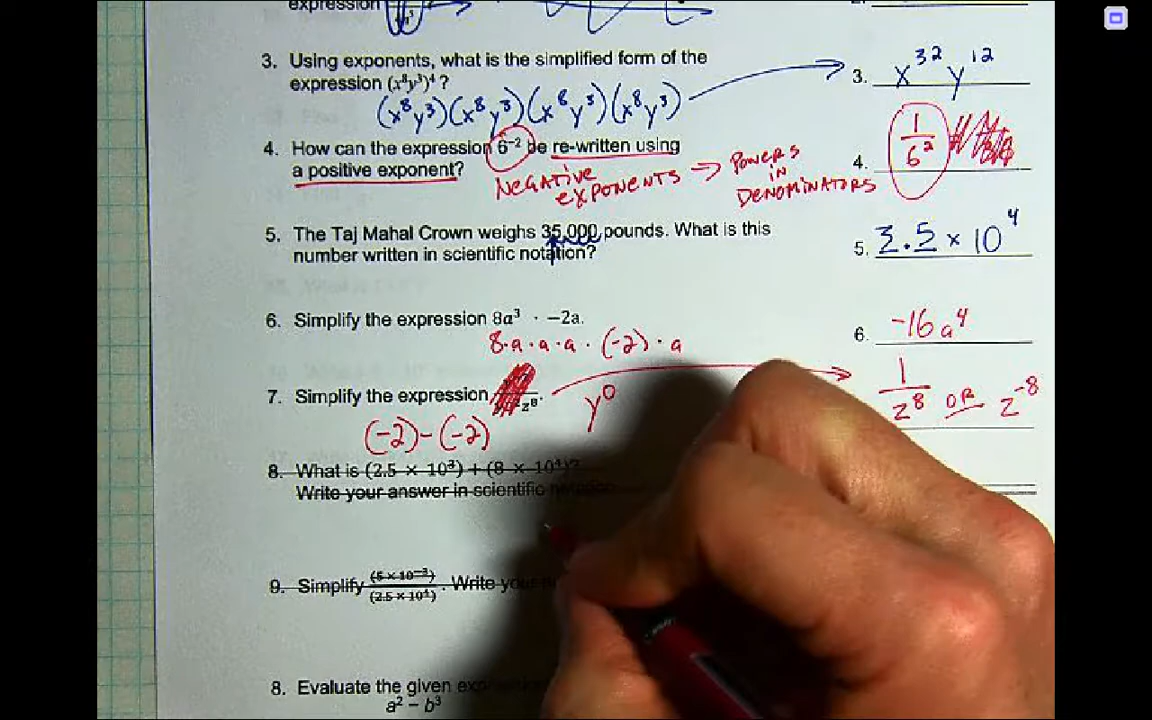 expression
3. Using exponents, what is the simplified form of the
expression (x⁸y³)⁴?
3. x³² y¹²
(x⁸y³)(x⁸y³)(x⁸y³)(x⁸y³)
4. How can the expression 6⁻² be re-written using
a positive exponent?
NEGATIVE EXPONENTS → POWERS IN DENOMINATORS
4. 1/6²
5. The Taj Mahal Crown weighs 35,000 pounds. What is this
number written in scientific notation?
5. 3.5 × 10⁴
6. Simplify the expression 8a³ · −2a.
6. -16a⁴
8·a·a·a·(-2)·a
7. Simplify the expression z⁸.
y⁰
1/z⁸ OR z⁻⁸
(-2)-(-2)
8. What is (2.5 × 10³) + (8 × 10⁴)?
Write your answer in scientific
9. Simplify (5 × 10⁻³)/(2.5 × 10⁴). Write
8. Evaluate the given
a² − b³